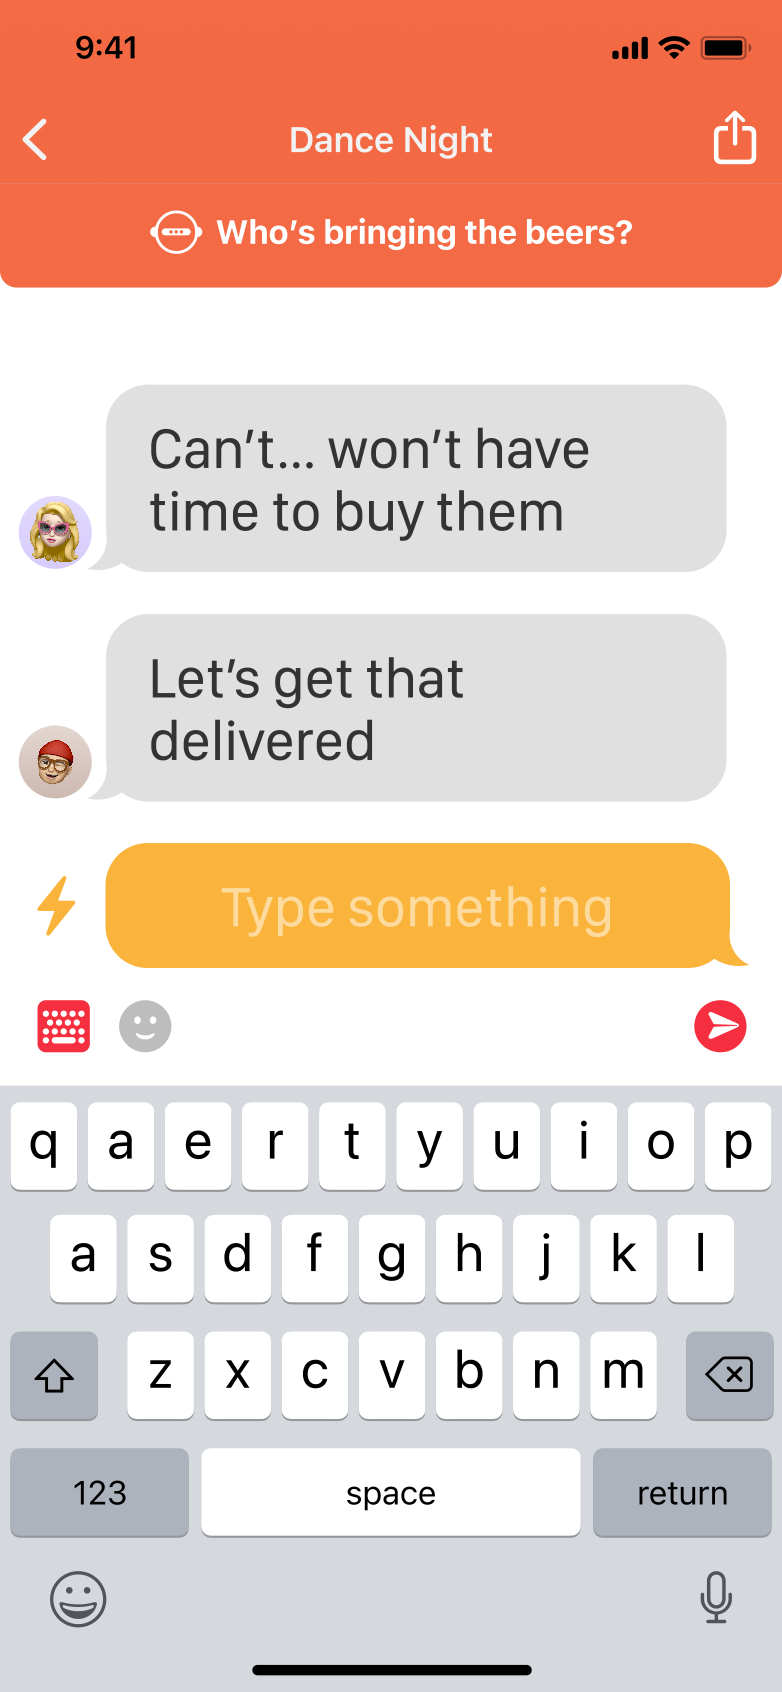 9:41
Dance Night
Who’s bringing the beers?
Can’t... won’t have
time to buy them
Let’s get that
delivered
Type something
q a e r t y u i o p
a s d f g h j k l
z x c v b n m
123 space return